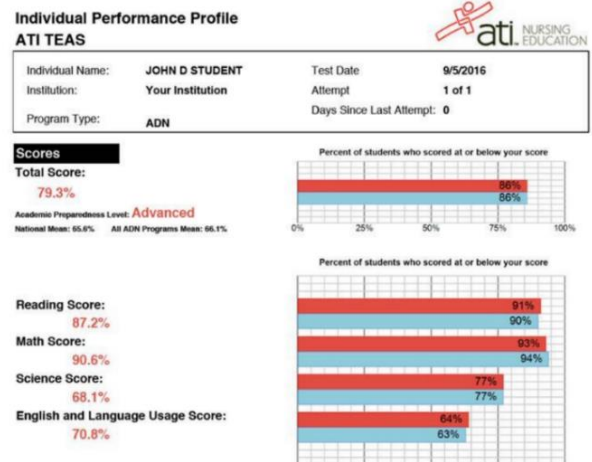 Individual Performance Profile
ATI TEAS
ati NURSING EDUCATION
Individual Name: JOHN D STUDENT Test Date 9/5/2016
Institution: Your Institution Attempt 1 of 1
Days Since Last Attempt: 0
Program Type: ADN
Scores
Total Score:
79.3%
Academic Preparedness Level: Advanced
National Mean: 65.6% All ADN Programs Mean: 66.1%
Percent of students who scored at or below your score
86%
86%
0% 25% 50% 75% 100%
Percent of students who scored at or below your score
Reading Score:
87.2%
91%
90%
Math Score:
90.6%
93%
94%
Science Score:
68.1%
77%
77%
English and Language Usage Score:
70.8%
64%
63%